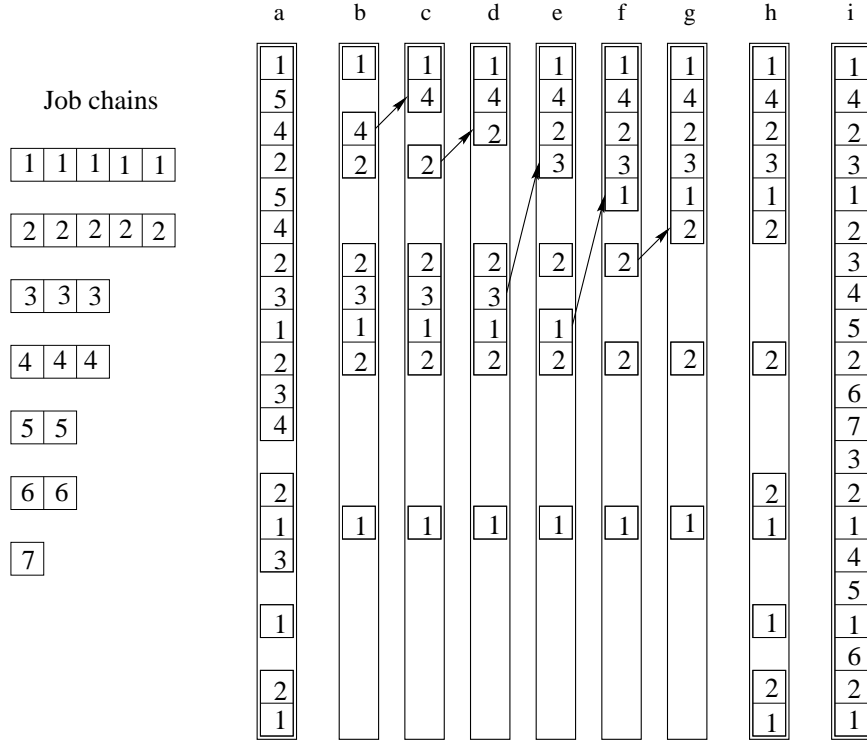 a b c d e f g h i
1 1 1 1 1 1 1 1 1
Job chains 5 4 4 4 4 4 4 4
4 4 2 2 2 2 2 2
1 1 1 1 1 2 2 2 3 3 3 3 3
5 1 1 1 1
2 2 2 2 2 4 2 2 2
2 2 2 2 2 2 3
3 3 3 3 3 3 3 4
1 1 1 1 1 5
4 4 4 2 2 2 2 2 2 2 2 2
3 6
5 5 4 7
3
6 6 2 2 2
1 1 1 1 1 1 1 1 1
7 3 4
5
1 1 1
6
2 2 2
1 1 1